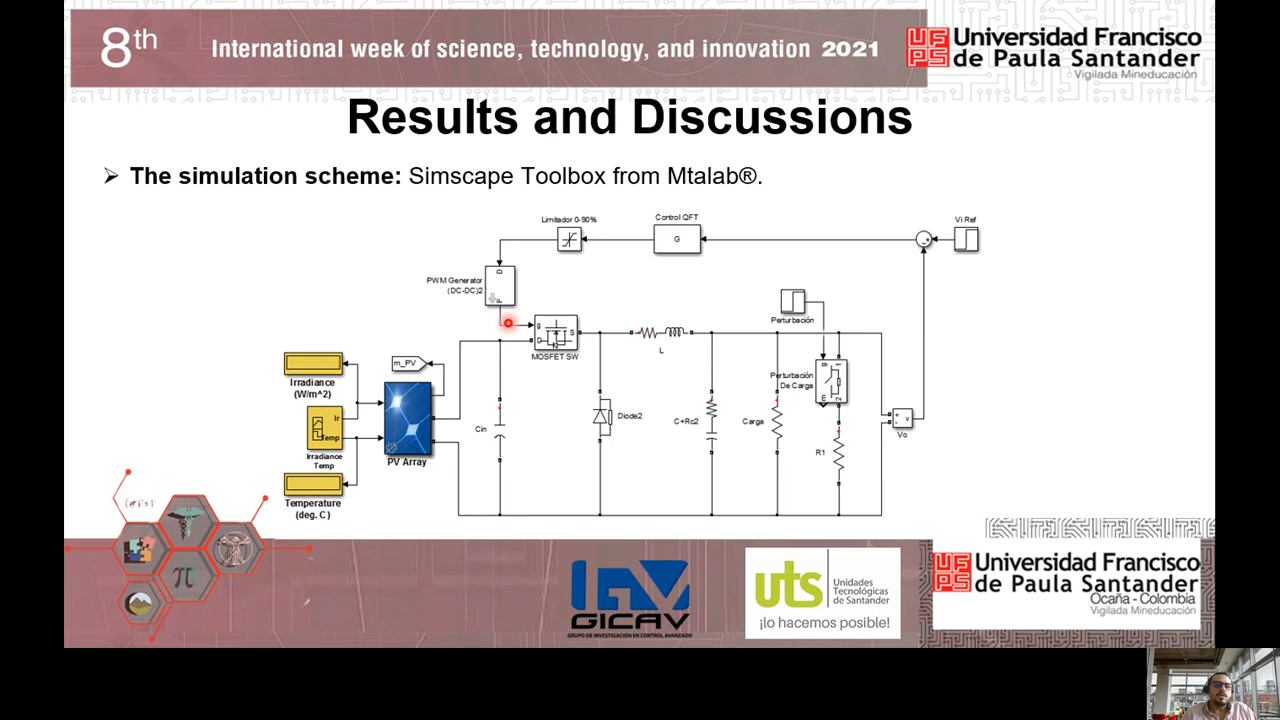 8th
International week of science, technology, and innovation 2021
UFPS
Universidad Francisco
de Paula Santander
Vigilada Mineducación
Results and Discussions
➢ The simulation scheme: Simscape Toolbox from Mtalab®.
Limitador 0-90%
Control QFT
G
Vi Ref
PWM Generator
(DC-DC)2
D
P
g
S
D
MOSFET SW
L
Perturbación
Perturbación
De Carga
g
1
m
2
m_PV
Irradiance
(W/m^2)
Ir
Temp
Irradiance
Temp
PV Array
Temperature
(deg. C)
Cin
Diode2
C+Rc2
Carga
R1
+
-
v
Vo
π
GICAV
GRUPO DE INVESTIGACIÓN EN CONTROL AVANZADO
uts
Unidades
Tecnológicas
de Santander
¡lo hacemos posible!
UFPS
Universidad Francisco
de Paula Santander
Ocaña - Colombia
Vigilada Mineducación